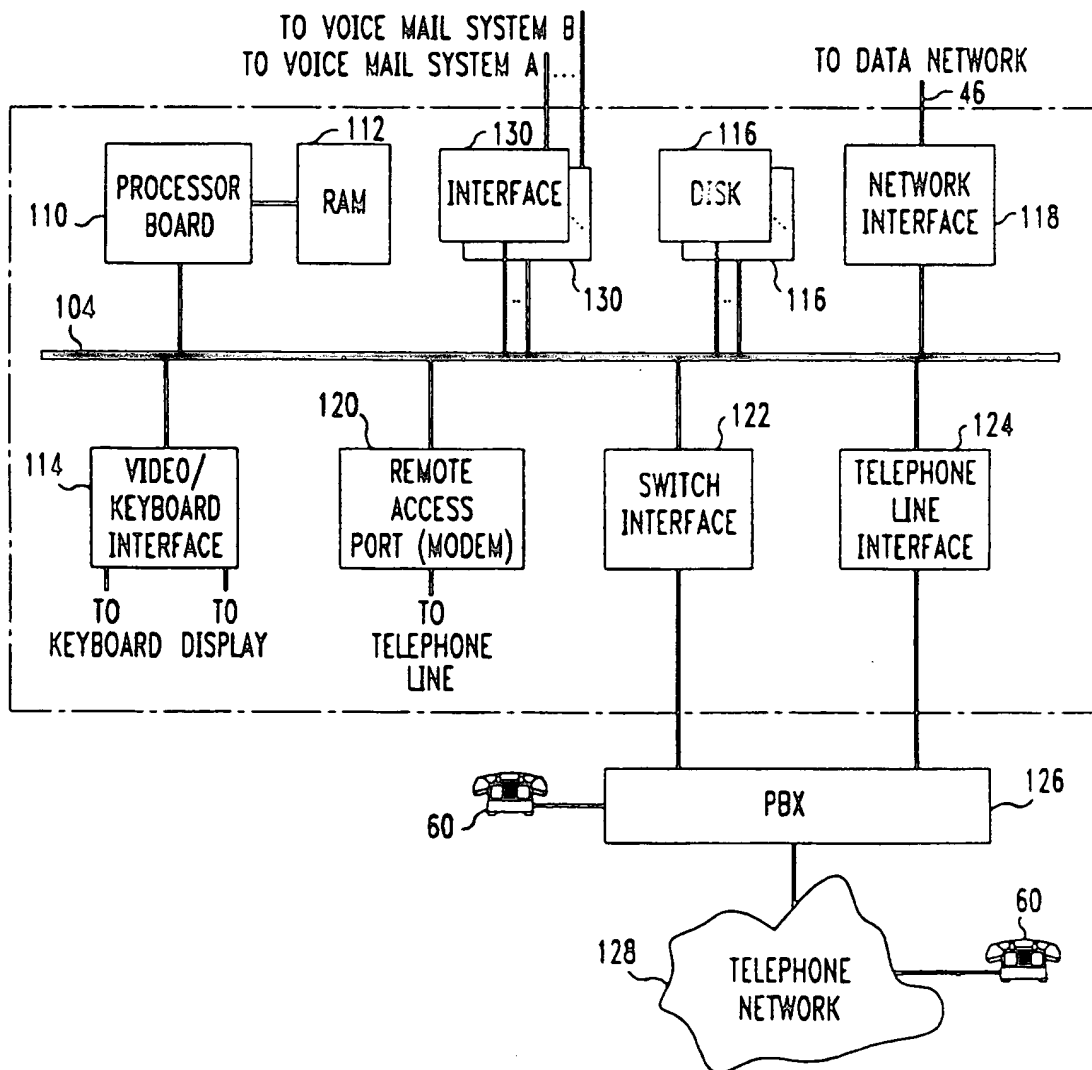 TO VOICE MAIL SYSTEM B
TO VOICE MAIL SYSTEM A ...
TO DATA NETWORK
46
110
PROCESSOR
BOARD
112
RAM
130
INTERFACE
130
116
DISK
116
NETWORK
INTERFACE
118
104
114
VIDEO/
KEYBOARD
INTERFACE
TO
KEYBOARD
TO
DISPLAY
120
REMOTE
ACCESS
PORT (MODEM)
TO
TELEPHONE
LINE
122
SWITCH
INTERFACE
124
TELEPHONE
LINE
INTERFACE
60
PBX
126
128
TELEPHONE
NETWORK
60